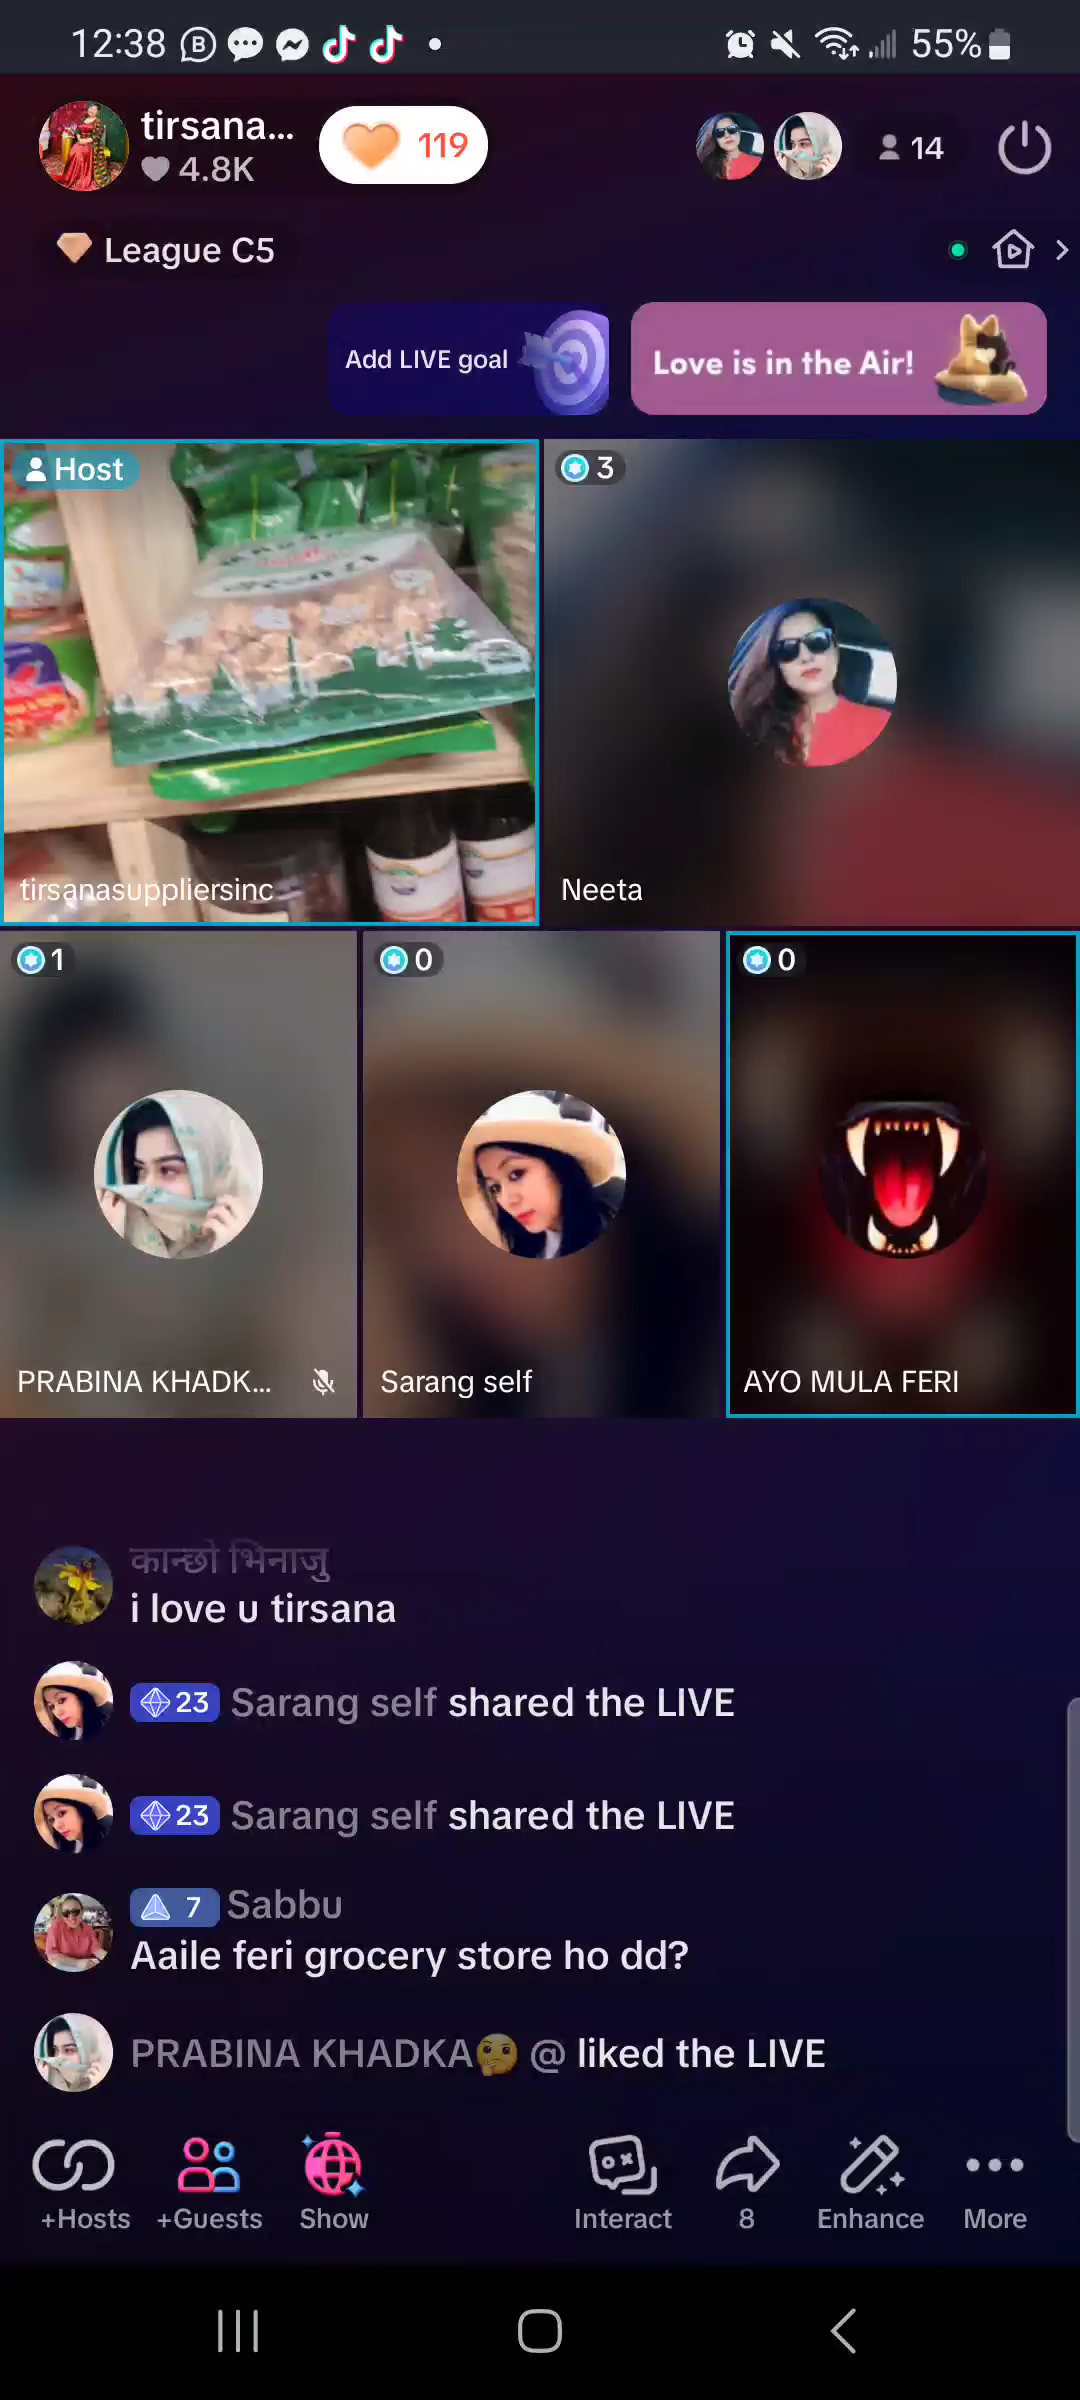 12:38
55%
tirsana...
4.8K
119
14
League C5
Add LIVE goal
Love is in the Air!
Host
3
tirsanasuppliersinc
Neeta
1
0
0
PRABINA KHADK...
Sarang self
AYO MULA FERI
कान्छो भिनाजु
i love u tirsana
23 Sarang self shared the LIVE
23 Sarang self shared the LIVE
7 Sabbu
Aaile feri grocery store ho dd?
PRABINA KHADKA🤔 @ liked the LIVE
+Hosts
+Guests
Show
Interact
8
Enhance
More